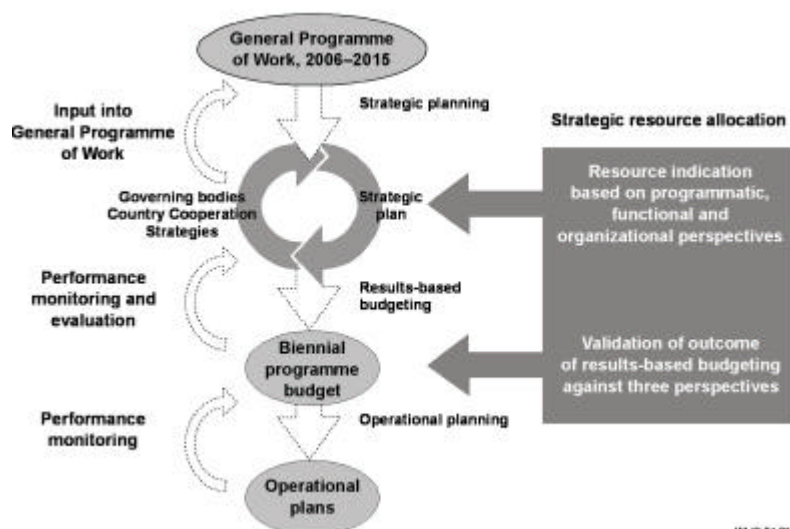 General Programme
of Work, 2006–2015
Strategic planning
Input into
General Programme
of Work
Strategic resource allocation
Resource indication
based on programmatic,
functional and
organizational perspectives
Governing bodies
Country Cooperation
Strategies
Strategic
plan
Performance
monitoring and
evaluation
Results-based
budgeting
Biennial
programme
budget
Validation of outcome
of results-based budgeting
against three perspectives
Performance
monitoring
Operational planning
Operational
plans